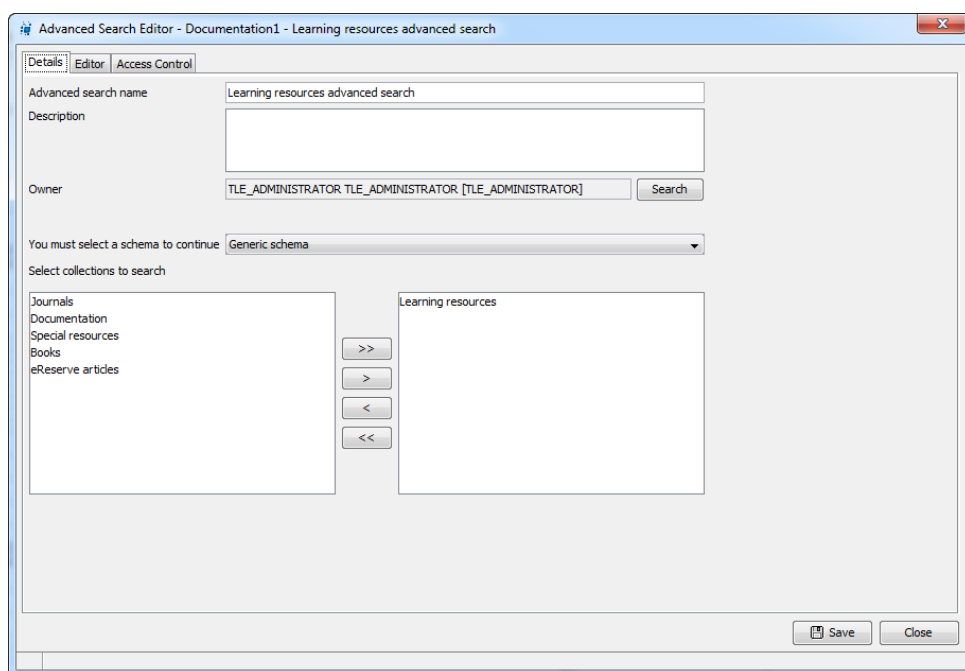 Advanced Search Editor - Documentation1 - Learning resources advanced search
Details Editor Access Control
Advanced search name Learning resources advanced search
Description
Owner TLE_ADMINISTRATOR TLE_ADMINISTRATOR [TLE_ADMINISTRATOR] Search
You must select a schema to continue Generic schema
Select collections to search
Journals
Documentation
Special resources
Books
eReserve articles
>>
>
<
<<
Learning resources
Save Close